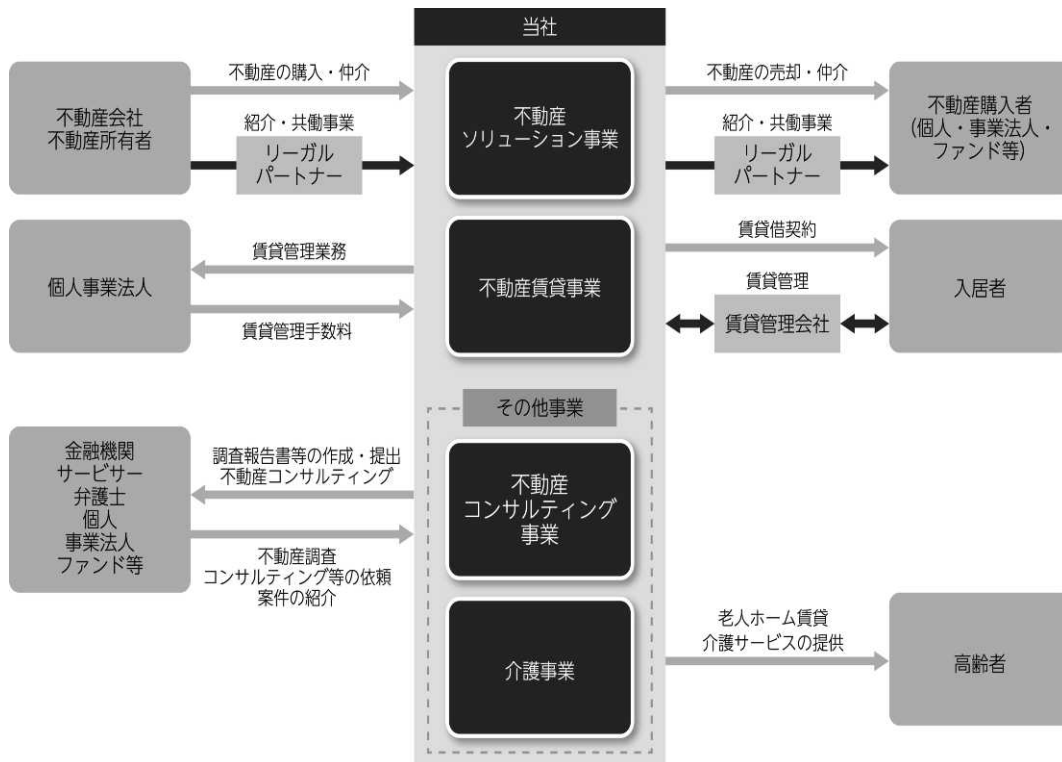 当社
不動産会社
不動産所有者
不動産の購入・仲介
紹介・共働事業
リーガル
パートナー
不動産
ソリューション事業
不動産の売却・仲介
紹介・共働事業
リーガル
パートナー
不動産購入者
(個人・事業法人・
ファンド等)
個人事業法人
賃貸管理業務
賃貸管理手数料
不動産賃貸事業
賃貸借契約
賃貸管理
賃貸管理会社
入居者
その他事業
金融機関
サービサー
弁護士
個人
事業法人
ファンド等
調査報告書等の作成・提出
不動産コンサルティング
不動産調査
コンサルティング等の依頼
案件の紹介
不動産
コンサルティング
事業
介護事業
老人ホーム賃貸
介護サービスの提供
高齢者